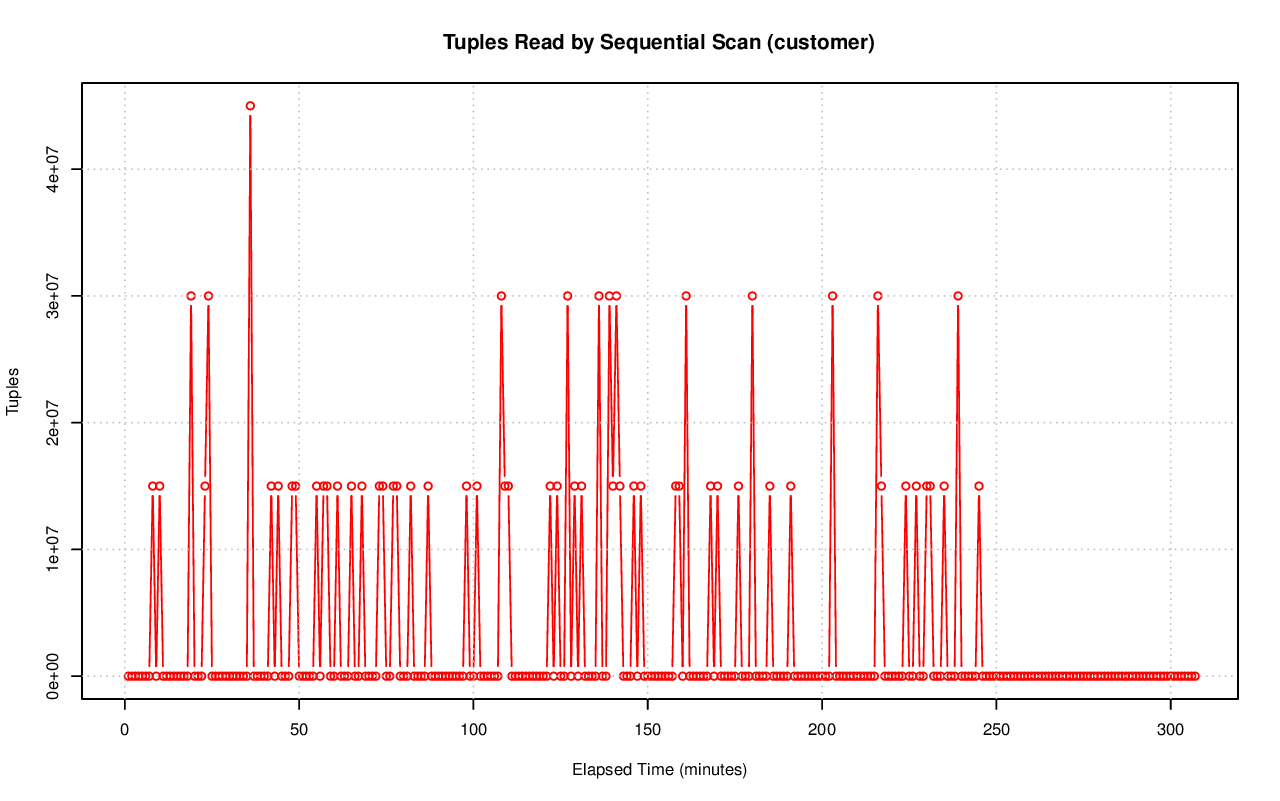 Tuples Read by Sequential Scan (customer)
Tuples
4e+07
3e+07
2e+07
1e+07
0e+00
0 50 100 150 200 250 300
Elapsed Time (minutes)